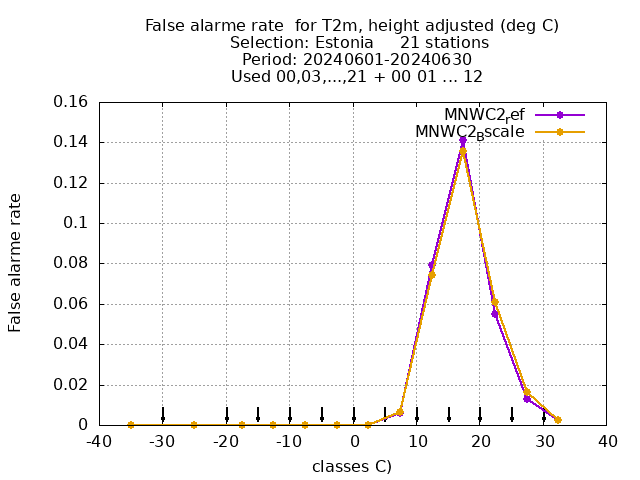 False alarme rate  for T2m, height adjusted (deg C)
Selection: Estonia     21 stations
Period: 20240601-20240630
Used 00,03,...,21 + 00 01 ... 12
MNWC2ref
MNWC2Bscale
0.16
0.14
0.12
0.1
0.08
0.06
0.04
0.02
0
False alarme rate
-40 -30 -20 -10 0 10 20 30 40
classes C)